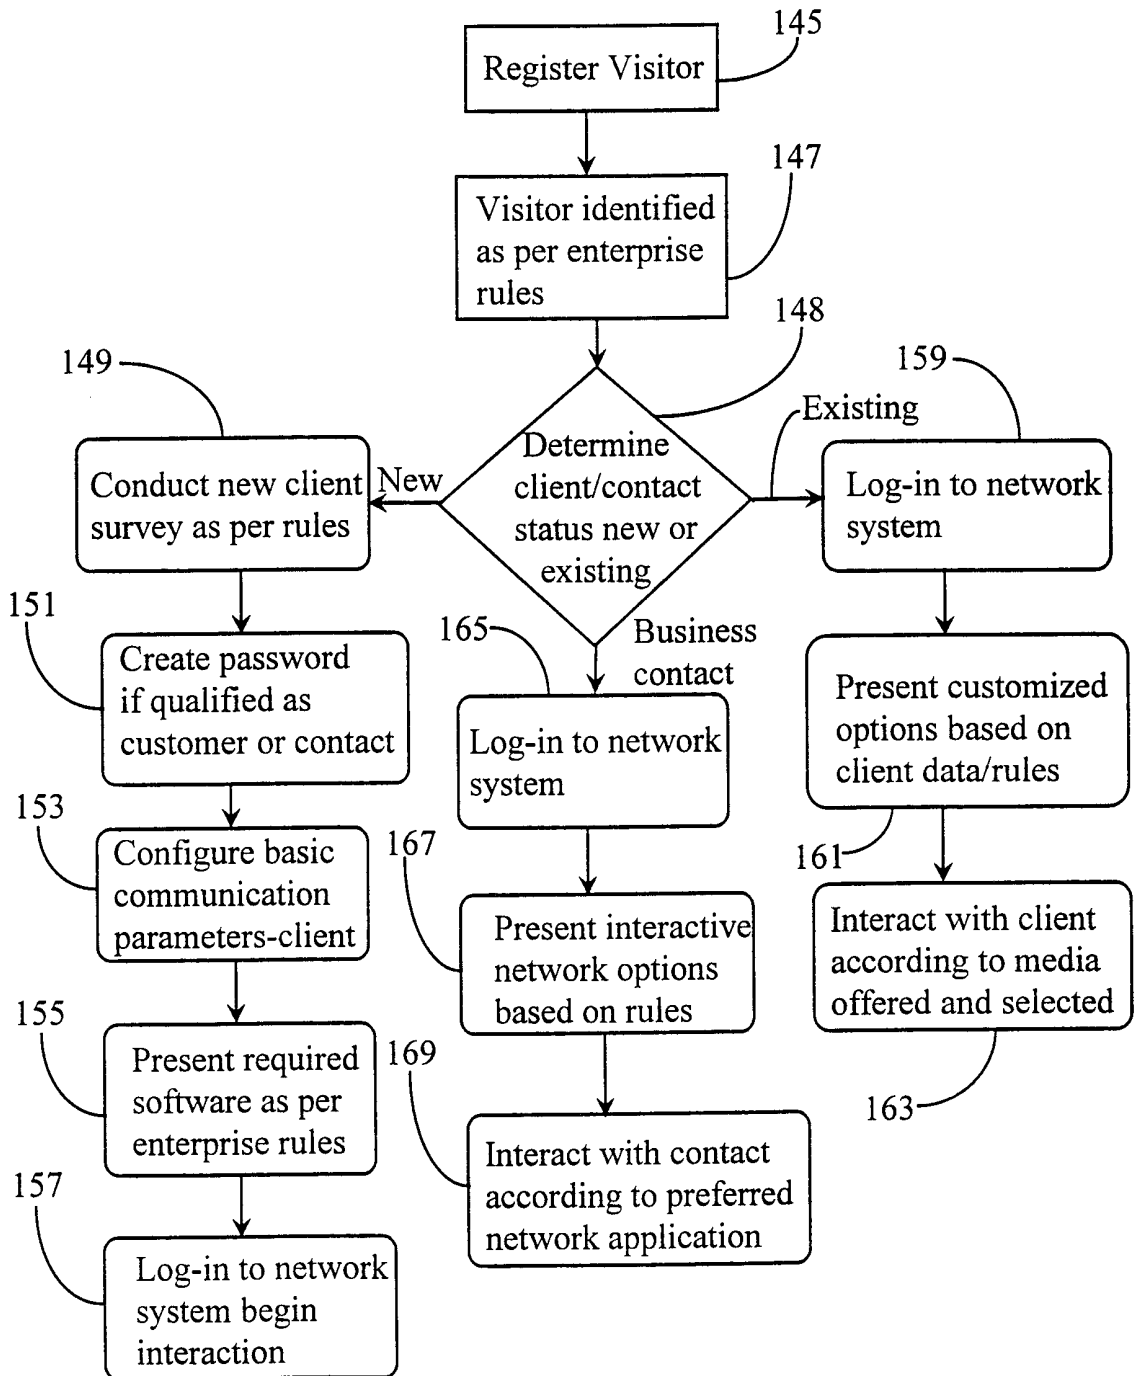 145
Register Visitor
147
Visitor identified
as per enterprise
rules
148
149
159
Existing
Determine
client/contact
status new or
existing
New
Conduct new client
survey as per rules
Log-in to network
system
151
Create password
if qualified as
customer or contact
165
Business
contact
Log-in to network
system
Present customized
options based on
client data/rules
161
153
Configure basic
communication
parameters-client
167
Present interactive
network options
based on rules
Interact with client
according to media
offered and selected
163
155
Present required
software as per
enterprise rules
169
Interact with contact
according to preferred
network application
157
Log-in to network
system begin
interaction